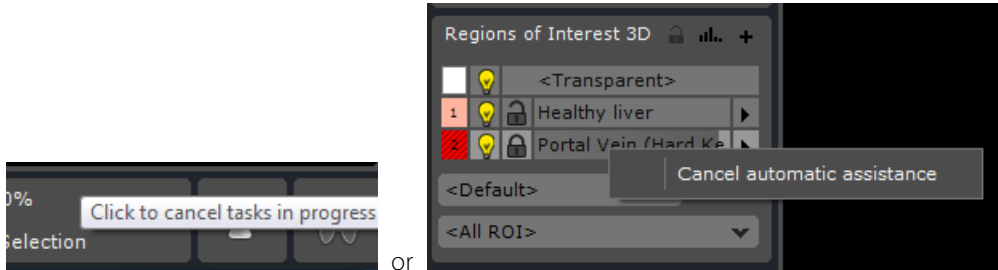 0%
Click to cancel tasks in progress
Selection
or
Regions of Interest 3D
<Transparent>
1 Healthy liver
2 Portal Vein (Hard Ke
Cancel automatic assistance
<Default>
<All ROI>